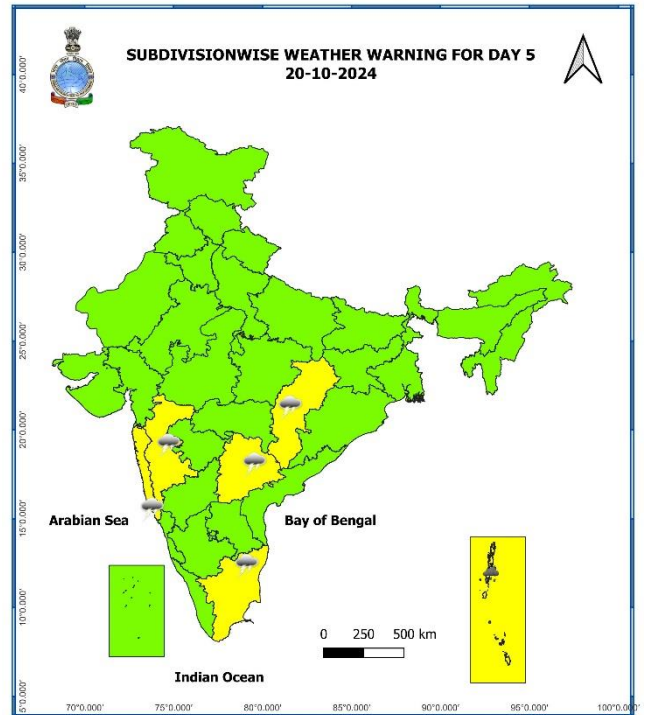 SUBDIVISIONWISE WEATHER WARNING FOR DAY 5
20-10-2024
40°0.000'
35°0.000'
30°0.000'
25°0.000'
20°0.000'
15°0.000'
10°0.000'
5°0.000'
Arabian Sea
Bay of Bengal
0 250 500 km
Indian Ocean
70°0.000' 75°0.000' 80°0.000' 85°0.000' 90°0.000' 95°0.000' 100°0.000'